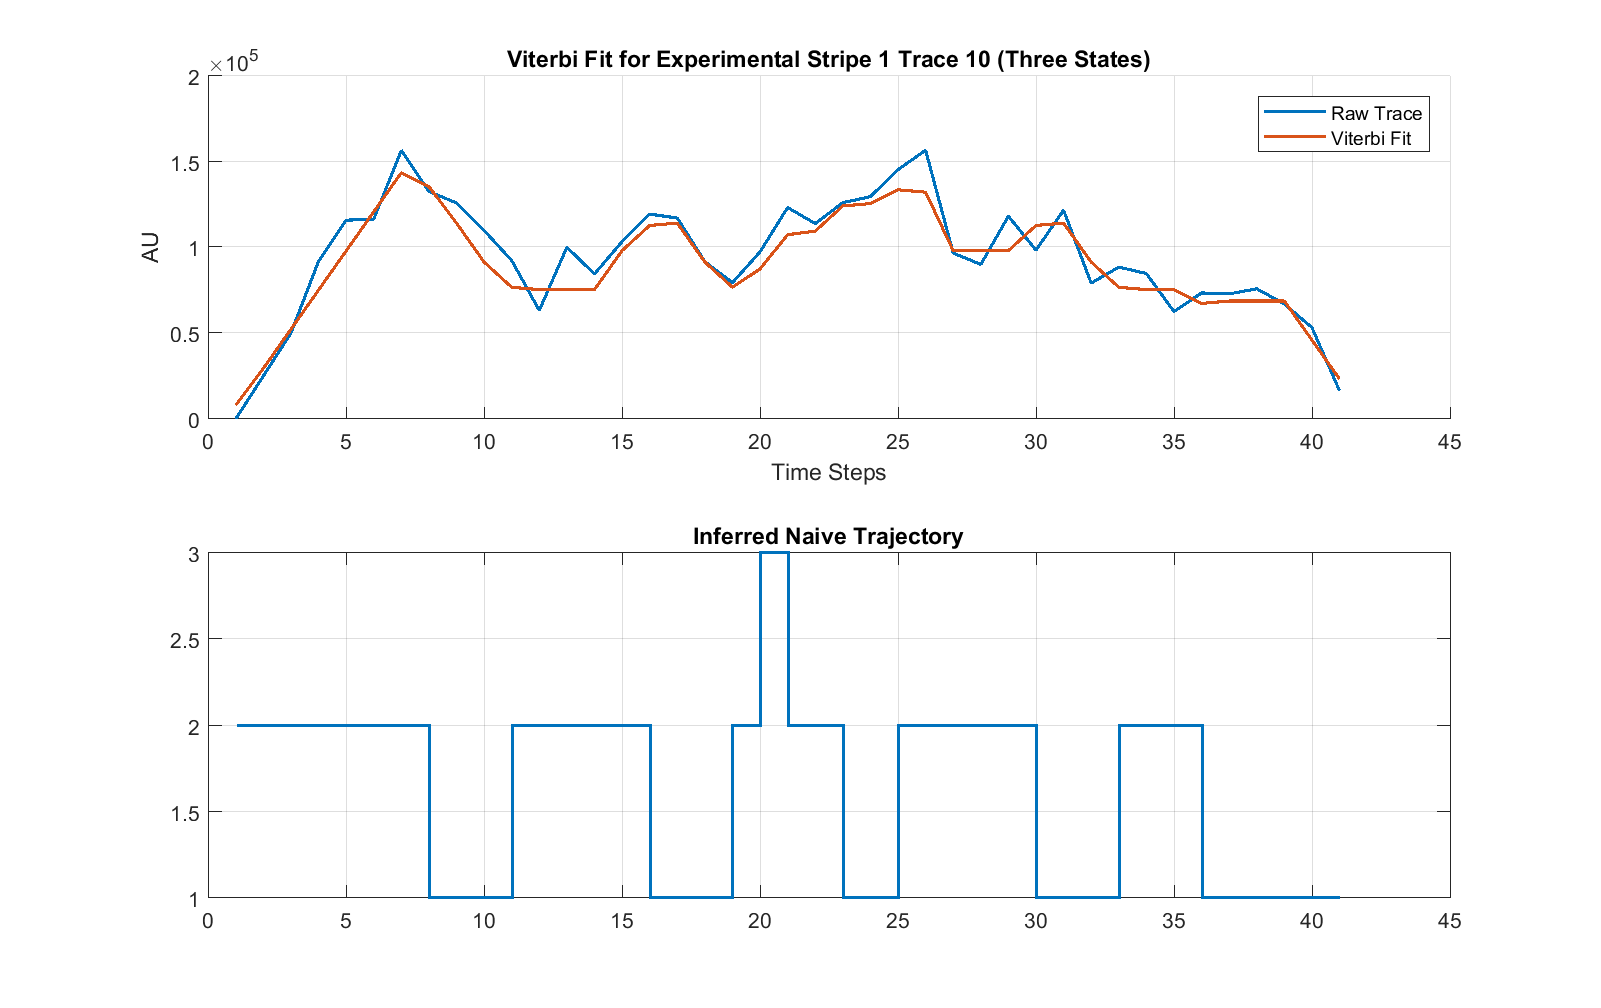 Viterbi Fit for Experimental Stripe 1 Trace 10 (Three States)
×10^5
2
1.5
1
0.5
0
AU
Raw Trace
Viterbi Fit
0 5 10 15 20 25 30 35 40 45
Time Steps
Inferred Naive Trajectory
3
2.5
2
1.5
1
0 5 10 15 20 25 30 35 40 45